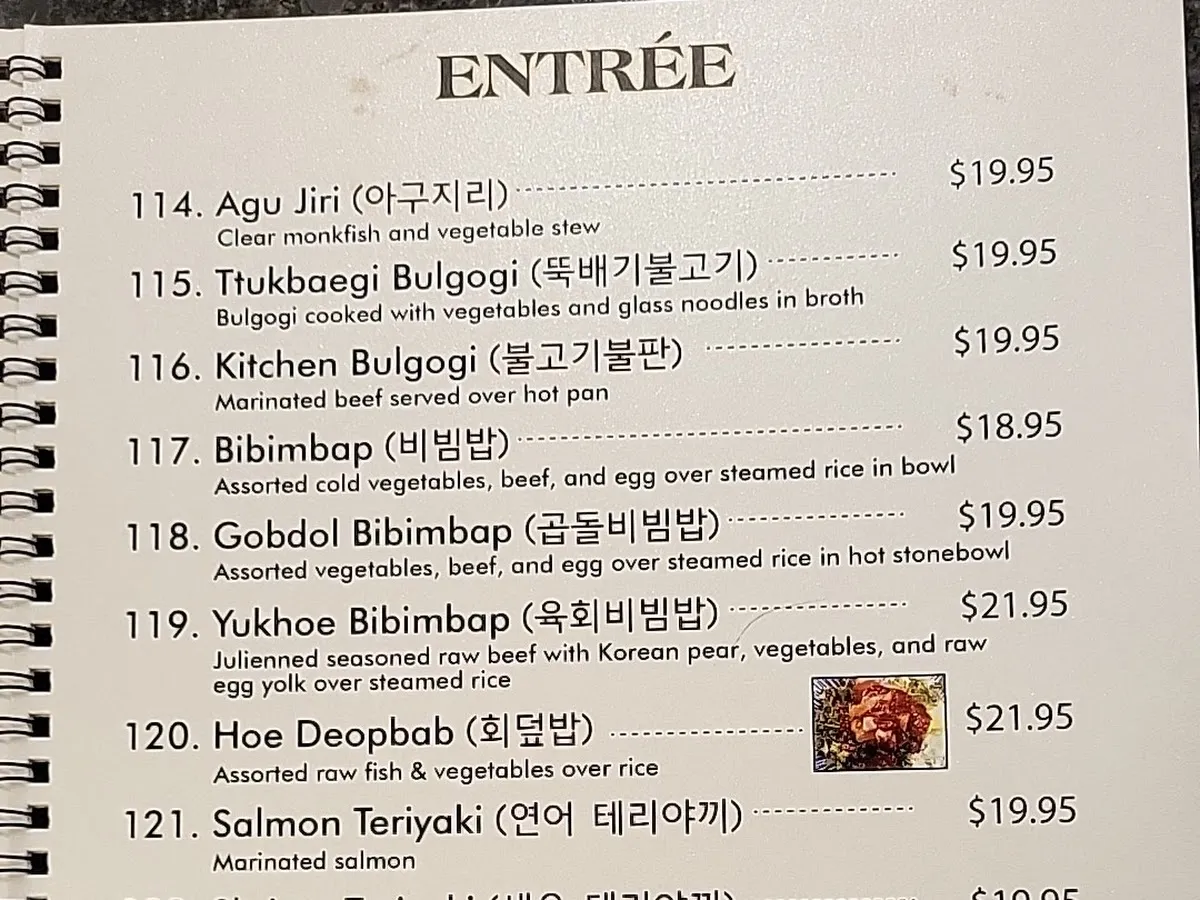 ENTRÉE
114. Agu Jiri (아구지리) $19.95
Clear monkfish and vegetable stew
115. Ttukbaegi Bulgogi (뚝배기불고기) $19.95
Bulgogi cooked with vegetables and glass noodles in broth
116. Kitchen Bulgogi (불고기불판) $19.95
Marinated beef served over hot pan
117. Bibimbap (비빔밥) $18.95
Assorted cold vegetables, beef, and egg over steamed rice in bowl
118. Gobdol Bibimbap (곱돌비빔밥) $19.95
Assorted vegetables, beef, and egg over steamed rice in hot stonebowl
119. Yukhoe Bibimbap (육회비빔밥) $21.95
Julienned seasoned raw beef with Korean pear, vegetables, and raw
egg yolk over steamed rice
120. Hoe Deopbab (회덮밥) $21.95
Assorted raw fish & vegetables over rice
121. Salmon Teriyaki (연어 테리야끼) $19.95
Marinated salmon